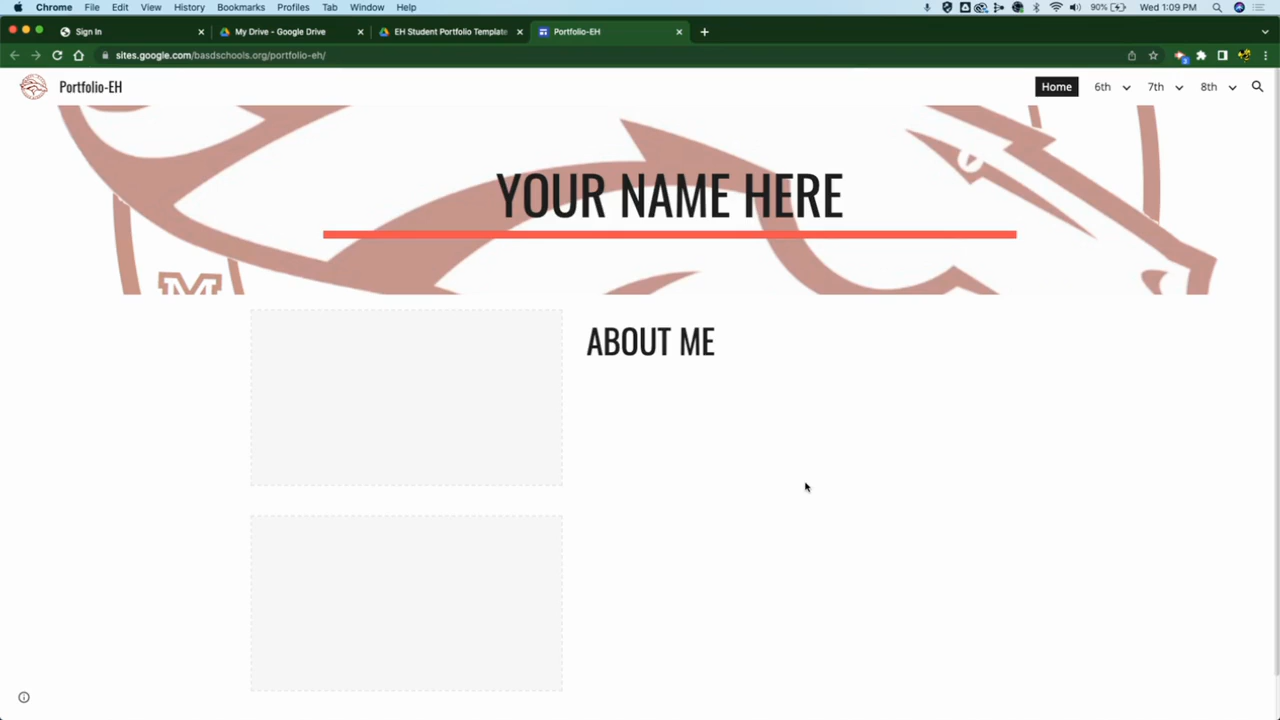 Chrome File Edit View History Bookmarks Profiles Tab Window Help 90% Wed 1:09 PM
Sign In My Drive - Google Drive EH Student Portfolio Template Portfolio-EH
sites.google.com/basdschools.org/portfolio-eh/
Portfolio-EH Home 6th 7th 8th
YOUR NAME HERE
M
ABOUT ME